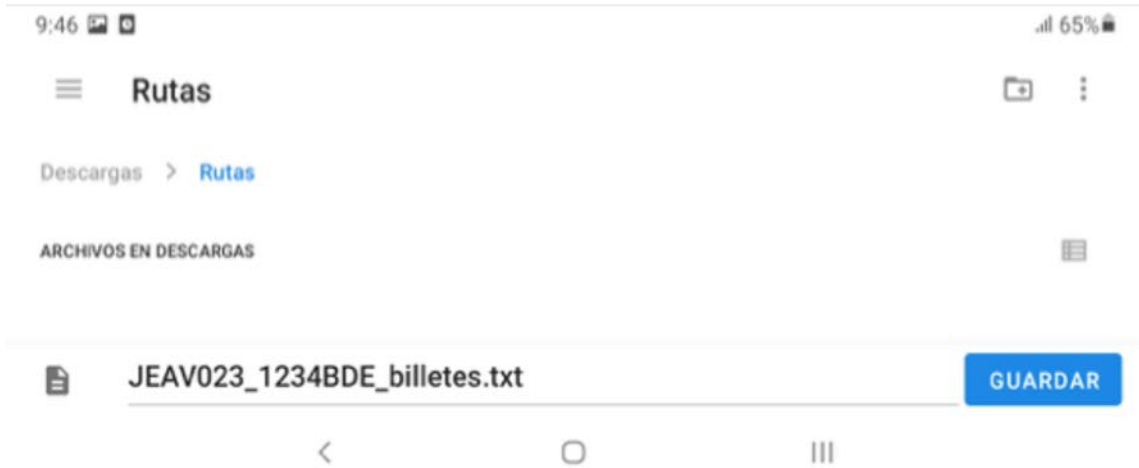 9:46 65%
Rutas
Descargas > Rutas
ARCHIVOS EN DESCARGAS
JEAV023_1234BDE_billetes.txt GUARDAR